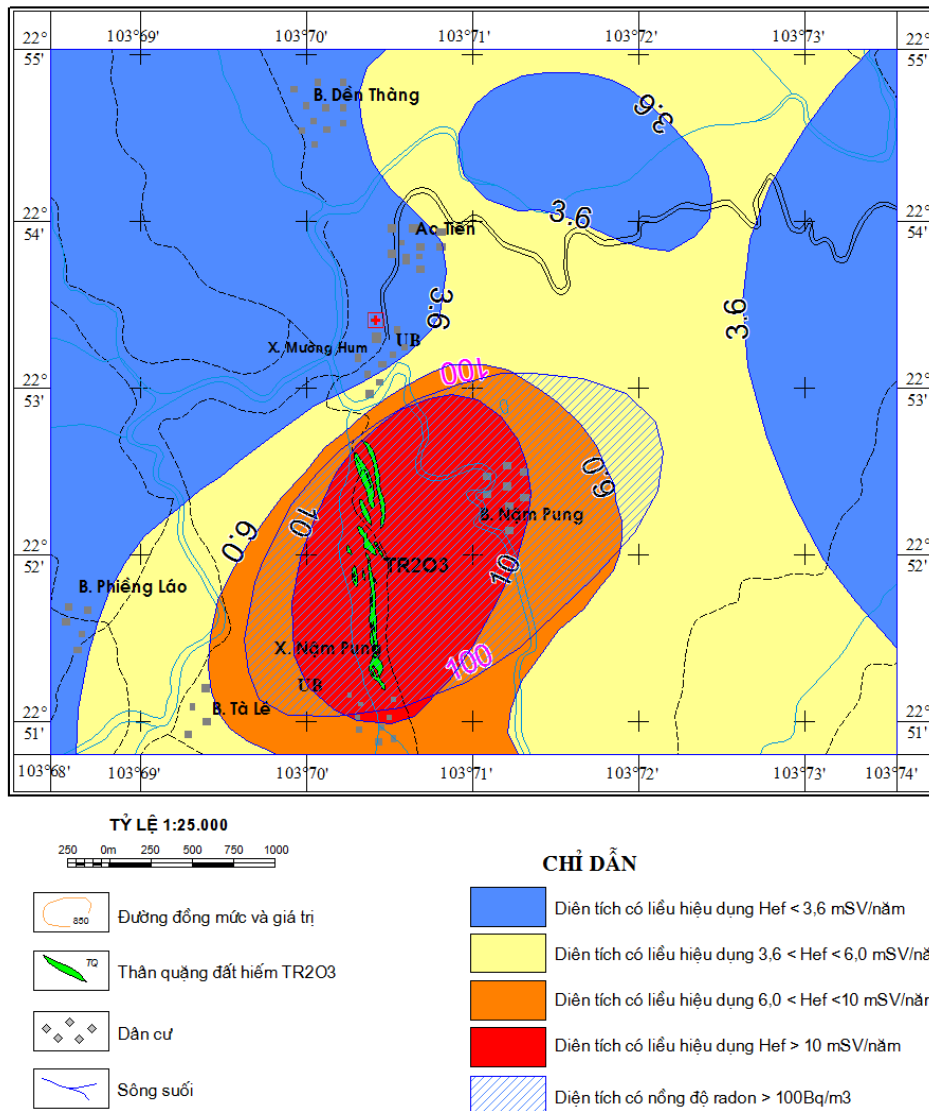 22° 103°69' 103°70' 103°71' 103°72' 103°73' 22°
55' 55'
B. Dền Thàng
3.6
22° 3.6 22°
54' Ac Tiên 54'
3.6 3.6
X. Mường Hum UB
22° 100 22°
53' 53'
6.0
10 B. Nậm Pung
6.0
22° TR2O3 10 22°
52' 52'
B. Phiềng Láo
X. Nậm Pung 100
UB
22° B. Tả Lê 22°
51' 51'
103°68' 103°69' 103°70' 103°71' 103°72' 103°73' 103°74'
TỶ LỆ 1:25.000
250 0m 250 500 750 1000
850 Đường đồng mức và giá trị
TQ Thân quặng đất hiếm TR2O3
Dân cư
Sông suối
CHỈ DẪN
Diên tích có liều hiệu dụng Hef < 3,6 mSV/năm
Diên tích có liều hiệu dụng 3,6 < Hef < 6,0 mSV/nă
Diên tích có liều hiệu dụng 6,0 < Hef <10 mSV/năm
Diên tích có liều hiệu dụng Hef > 10 mSV/năm
Diện tích có nồng độ radon > 100Bq/m3